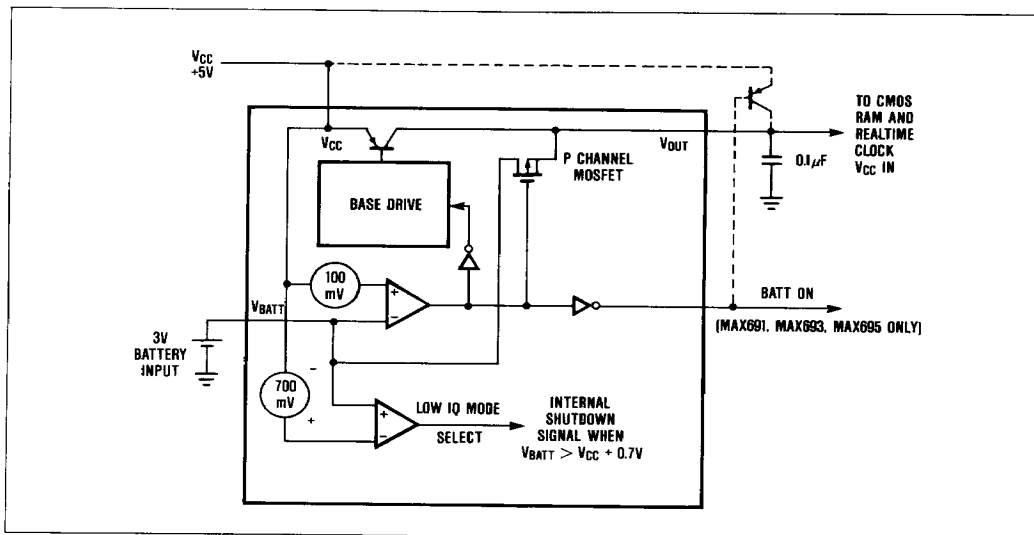 VCC
+5V
TO CMOS
RAM AND
REALTIME
CLOCK
VCC IN
VCC
VOUT
P CHANNEL
MOSFET
0.1µF
BASE DRIVE
100
mV
+
−
VBATT
BATT ON
(MAX691, MAX693, MAX695 ONLY)
3V
BATTERY
INPUT
−
700
mV
+
+
−
LOW IQ MODE
SELECT
INTERNAL
SHUTDOWN
SIGNAL WHEN
VBATT > VCC + 0.7V